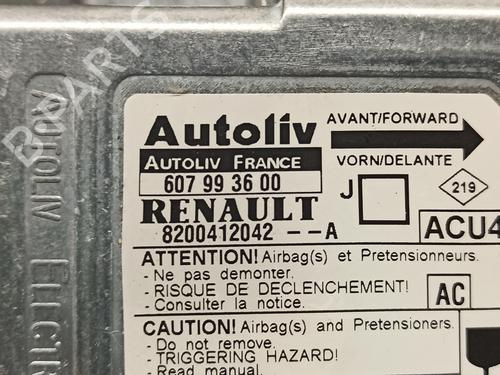 PARTS
AUTOLIV ELECTR
Autoliv
AVANT/FORWARD
AUTOLIV FRANCE
VORN/DELANTE
607 99 36 00
J
219
RENAULT
8200412042 --A
ACU4
ATTENTION! Airbag(s) et Pretensionneurs.
- Ne pas demonter.
- RISQUE DE DECLENCHEMENT!
- Consulter la notice.
AC
CAUTION! Airbag(s) and Pretensioners.
- Do not remove.
- TRIGGERING HAZARD!
- Read manual.